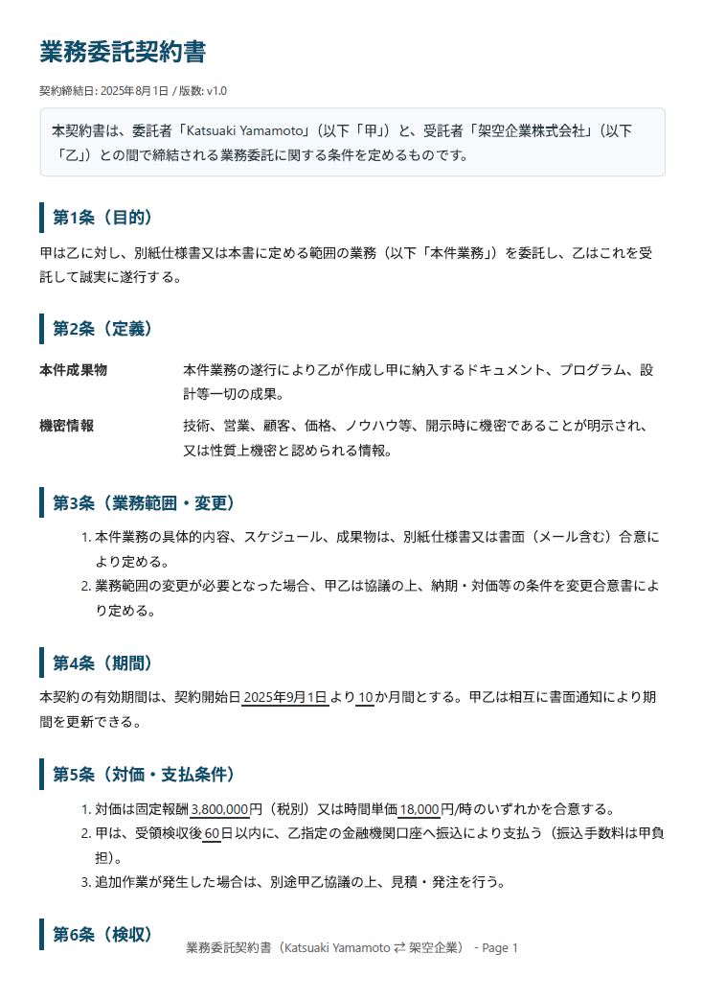 業務委託契約書
契約締結日: 2025年8月1日 / 版数: v1.0
本契約書は、委託者「Katsuaki Yamamoto」（以下「甲」）と、受託者「架空企業株式会社」（以下
「乙」）との間で締結される業務委託に関する条件を定めるものです。
第1条（目的）
甲は乙に対し、別紙仕様書又は本書に定める範囲の業務（以下「本件業務」）を委託し、乙はこれを受
託して誠実に遂行する。
第2条（定義）
本件成果物 本件業務の遂行により乙が作成し甲に納入するドキュメント、プログラム、設
計等一切の成果。
機密情報 技術、営業、顧客、価格、ノウハウ等、開示時に機密であることが明示され、
又は性質上機密と認められる情報。
第3条（業務範囲・変更）
1. 本件業務の具体的内容、スケジュール、成果物は、別紙仕様書又は書面（メール含む）合意に
より定める。
2. 業務範囲の変更が必要となった場合、甲乙は協議の上、納期・対価等の条件を変更合意書によ
り定める。
第4条（期間）
本契約の有効期間は、契約開始日 2025年9月1日 より 10 か月間とする。甲乙は相互に書面通知により期
間を更新できる。
第5条（対価・支払条件）
1. 対価は固定報酬 3,800,000円（税別）又は時間単価 18,000 円/時のいずれかを合意する。
2. 甲は、受領検収後 60 日以内に、乙指定の金融機関口座へ振込により支払う（振込手数料は甲負
担）。
3. 追加作業が発生した場合は、別途甲乙協議の上、見積・発注を行う。
第6条（検収）
業務委託契約書（Katsuaki Yamamoto ⇄ 架空企業） - Page 1